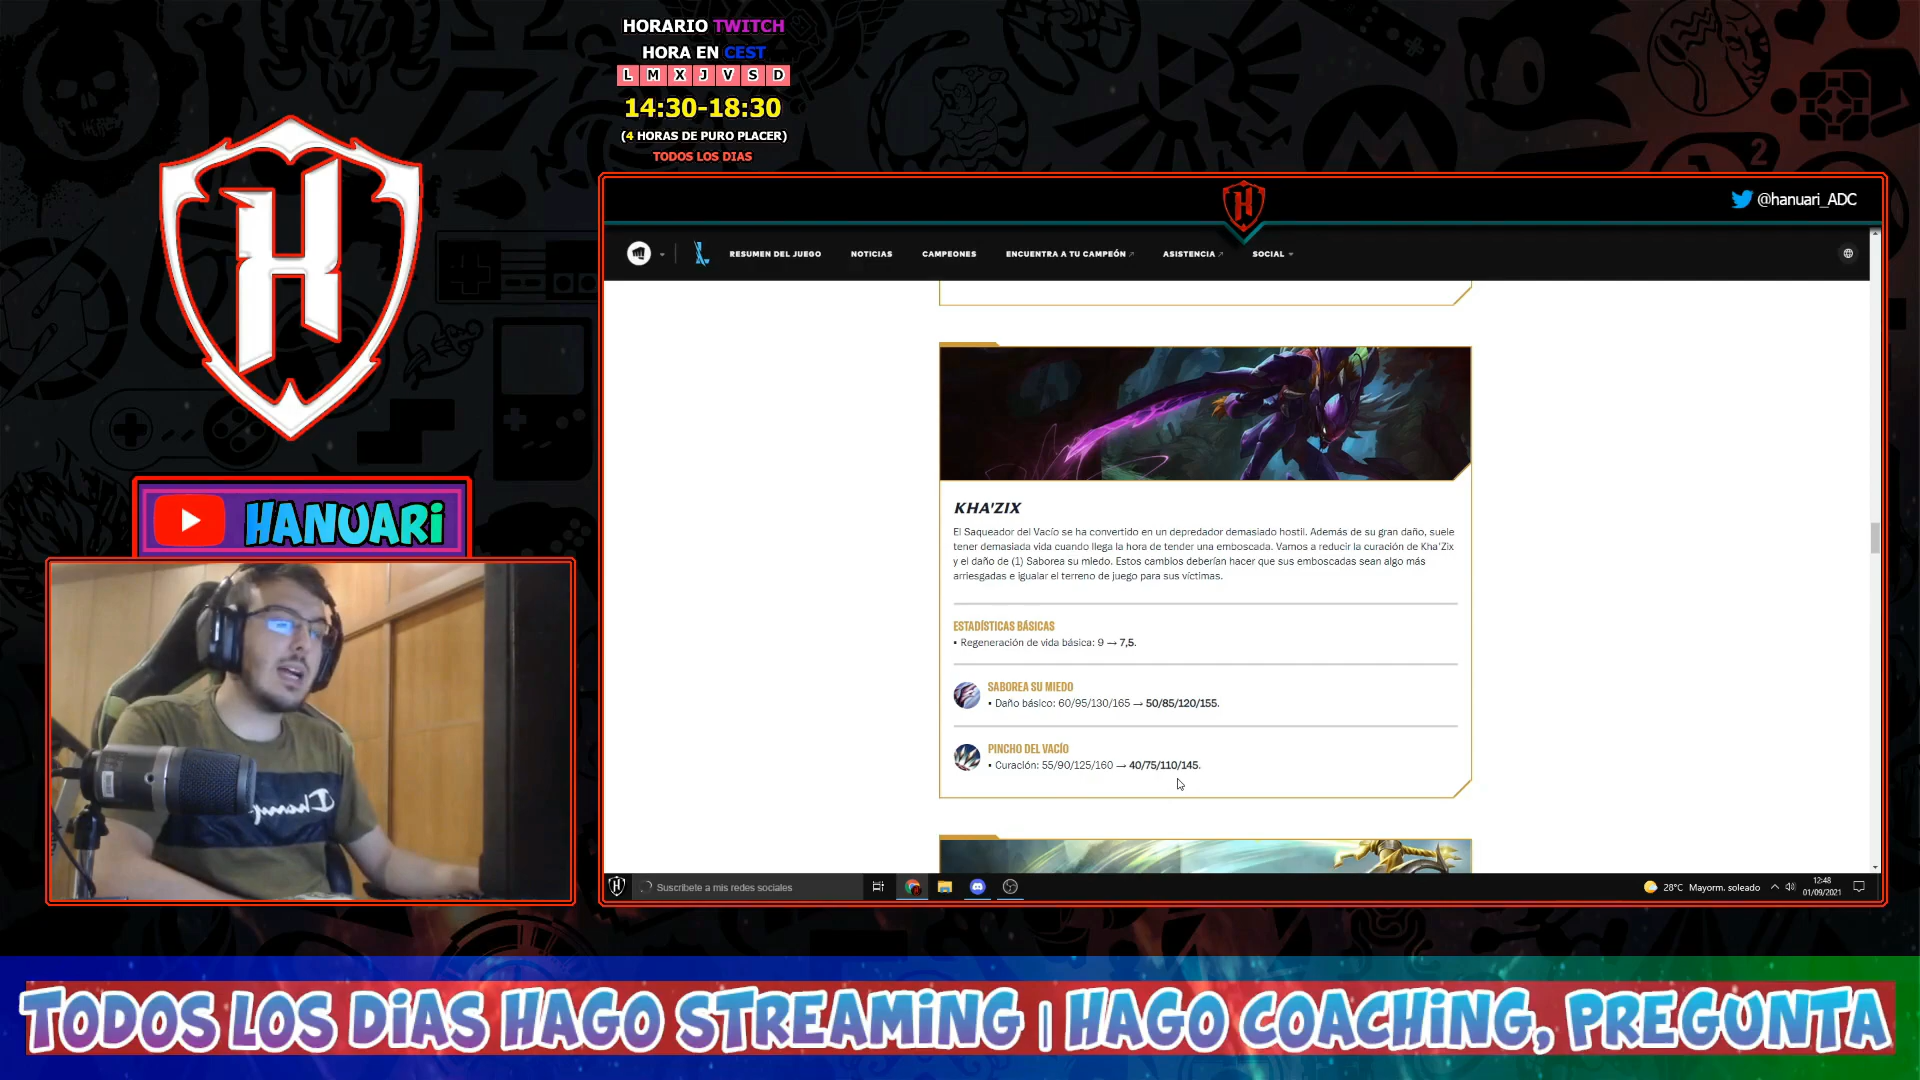 HORARIO TWITCH
HORA EN CEST
L M X J V S D
14:30-18:30
(4 HORAS DE PURO PLACER)
TODOS LOS DIAS
H
H
@hanuari_ADC
RESUMEN DEL JUEGO NOTICIAS CAMPEONES ENCUENTRA A TU CAMPEÓN ASISTENCIA SOCIAL
HANUARi
KHA'ZIX
El Saqueador del Vacío se ha convertido en un depredador demasiado hostil. Además de su gran daño, suele
tener demasiada vida cuando llega la hora de tender una emboscada. Vamos a reducir la curación de Kha'Zix
y el daño de (1) Saborea su miedo. Estos cambios deberían hacer que sus emboscadas sean algo más
arriesgadas e igualar el terreno de juego para sus víctimas.
ESTADÍSTICAS BÁSICAS
• Regeneración de vida básica: 9 → 7,5.
SABOREA SU MIEDO
• Daño básico: 60/95/130/165 → 50/85/120/155.
PINCHO DEL VACÍO
• Curación: 55/90/125/160 → 40/75/110/145.
Champion
Suscribete a mis redes sociales
28°C Mayorm. soleado
12:48
01/09/2021
TODOS LOS DiAS HAGO STREAMiNG | HAGO COACHiNG, PREGUNTA